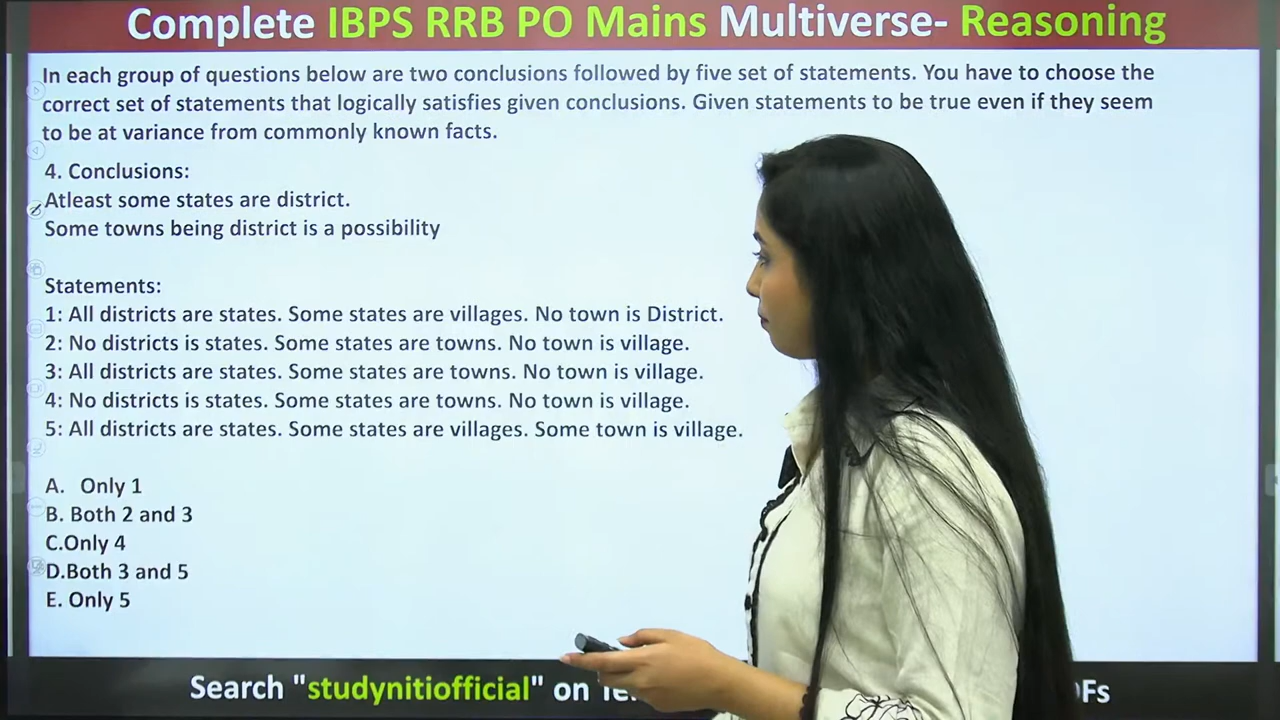 Complete IBPS RRB PO Mains Multiverse- Reasoning
In each group of questions below are two conclusions followed by five set of statements. You have to choose the
correct set of statements that logically satisfies given conclusions. Given statements to be true even if they seem
to be at variance from commonly known facts.
4. Conclusions:
Atleast some states are district.
Some towns being district is a possibility
Statements:
1: All districts are states. Some states are villages. No town is District.
2: No districts is states. Some states are towns. No town is village.
3: All districts are states. Some states are towns. No town is village.
4: No districts is states. Some states are towns. No town is village.
5: All districts are states. Some states are villages. Some town is village.
A. Only 1
B. Both 2 and 3
C.Only 4
D.Both 3 and 5
E. Only 5
Search "studynitiofficial" on